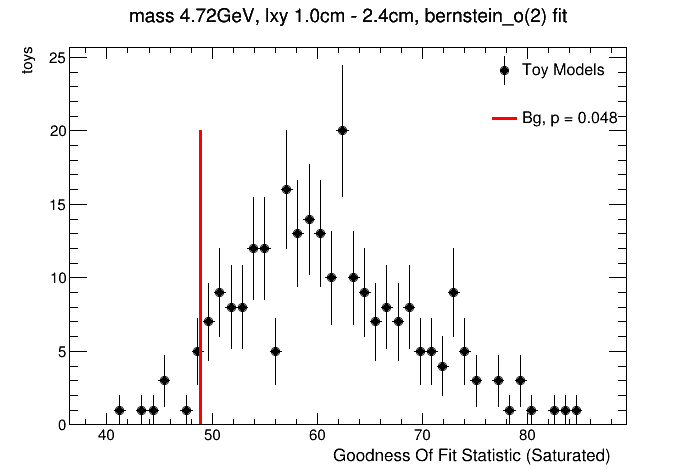 mass 4.72GeV, lxy 1.0cm - 2.4cm, bernstein_o(2) fit
toys
25
20
15
10
5
0
Toy Models
Bg, p = 0.048
40 50 60 70 80
Goodness Of Fit Statistic (Saturated)